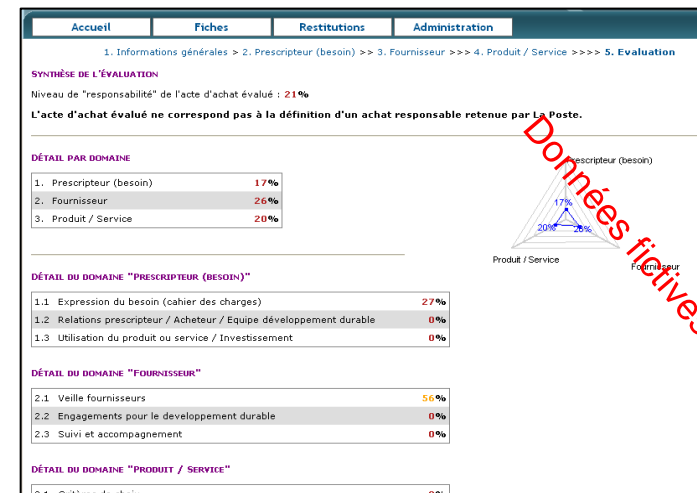 Accueil Fiches Restitutions Administration
1. Informations générales > 2. Prescripteur (besoin) >> 3. Fournisseur >>> 4. Produit / Service >>>> 5. Evaluation
SYNTHÈSE DE L'ÉVALUATION
Niveau de "responsabilité" de l'acte d'achat évalué : 21%
L'acte d'achat évalué ne correspond pas à la définition d'un achat responsable retenue par La Poste.
DÉTAIL PAR DOMAINE
1. Prescripteur (besoin) 17%
2. Fournisseur 26%
3. Produit / Service 20%
Prescripteur (besoin)
17%
20% 26%
Produit / Service
Fournisseur
Données fictives
DÉTAIL DU DOMAINE "PRESCRIPTEUR (BESOIN)"
1.1 Expression du besoin (cahier des charges) 27%
1.2 Relations prescripteur / Acheteur / Equipe développement durable 0%
1.3 Utilisation du produit ou service / Investissement 0%
DÉTAIL DU DOMAINE "FOURNISSEUR"
2.1 Veille fournisseurs 56%
2.2 Engagements pour le developpement durable 0%
2.3 Suivi et accompagnement 0%
DÉTAIL DU DOMAINE "PRODUIT / SERVICE"